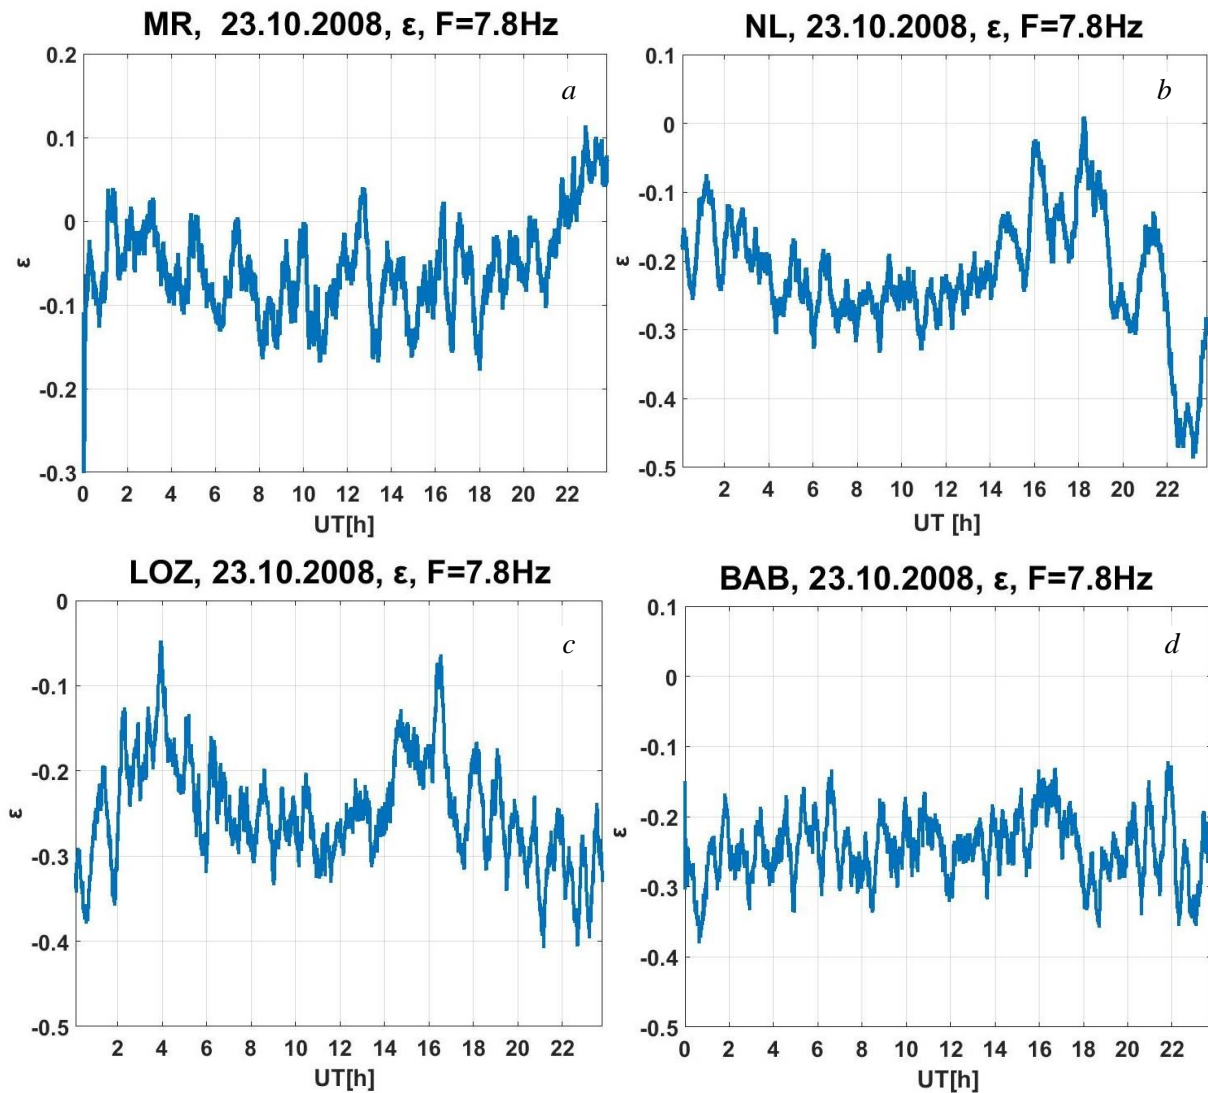 MR, 23.10.2008, ε, F=7.8Hz
a
0.2
0.1
0
-0.1
-0.2
-0.3
ε
0 2 4 6 8 10 12 14 16 18 20 22
UT[h]
NL, 23.10.2008, ε, F=7.8Hz
b
0.1
0
-0.1
-0.2
-0.3
-0.4
-0.5
ε
2 4 6 8 10 12 14 16 18 20 22
UT [h]
LOZ, 23.10.2008, ε, F=7.8Hz
c
0
-0.1
-0.2
-0.3
-0.4
-0.5
ε
2 4 6 8 10 12 14 16 18 20 22
UT[h]
BAB, 23.10.2008, ε, F=7.8Hz
d
0.1
0
-0.1
-0.2
-0.3
-0.4
-0.5
ε
0 2 4 6 8 10 12 14 16 18 20 22
UT[h]